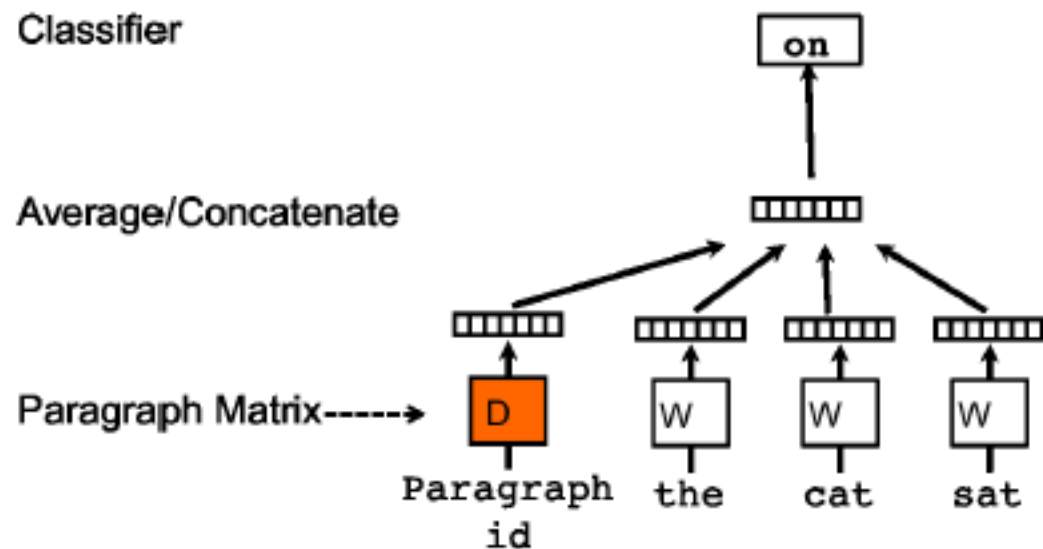 Classifier
on
Average/Concatenate
Paragraph Matrix
D
W
W
W
Paragraph
id
the
cat
sat